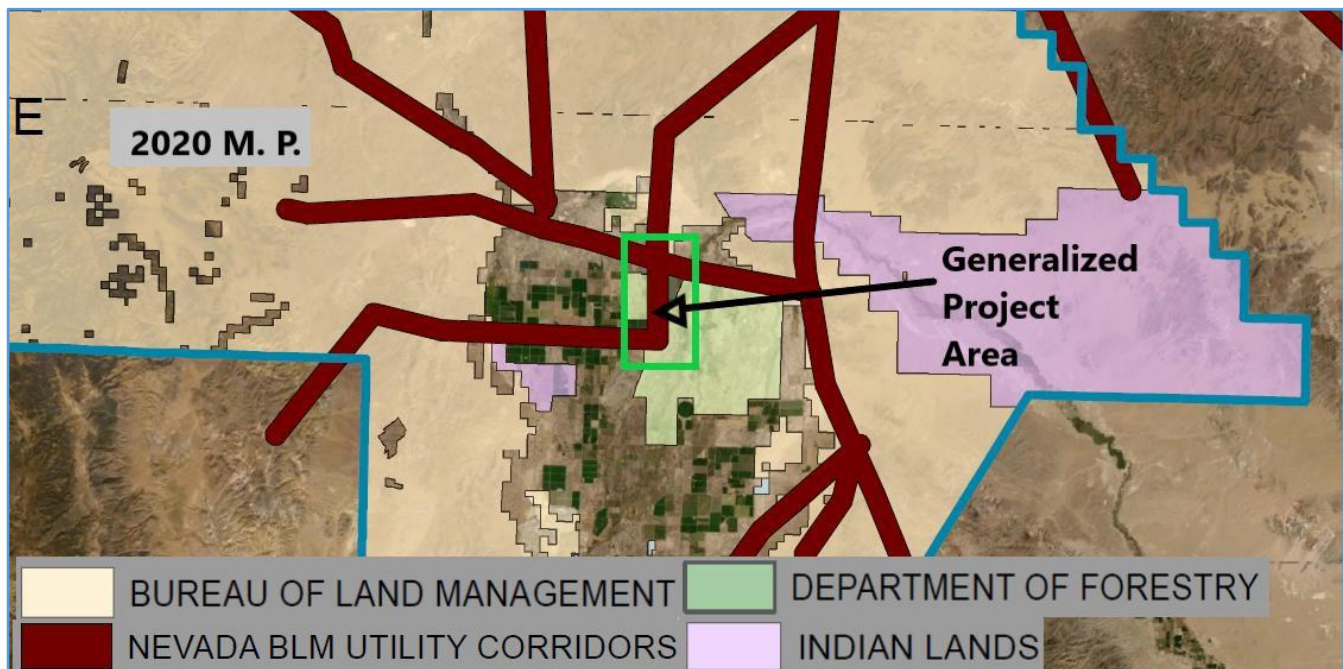 E
2020 M. P.
Generalized
Project
Area
BUREAU OF LAND MANAGEMENT
DEPARTMENT OF FORESTRY
NEVADA BLM UTILITY CORRIDORS
INDIAN LANDS